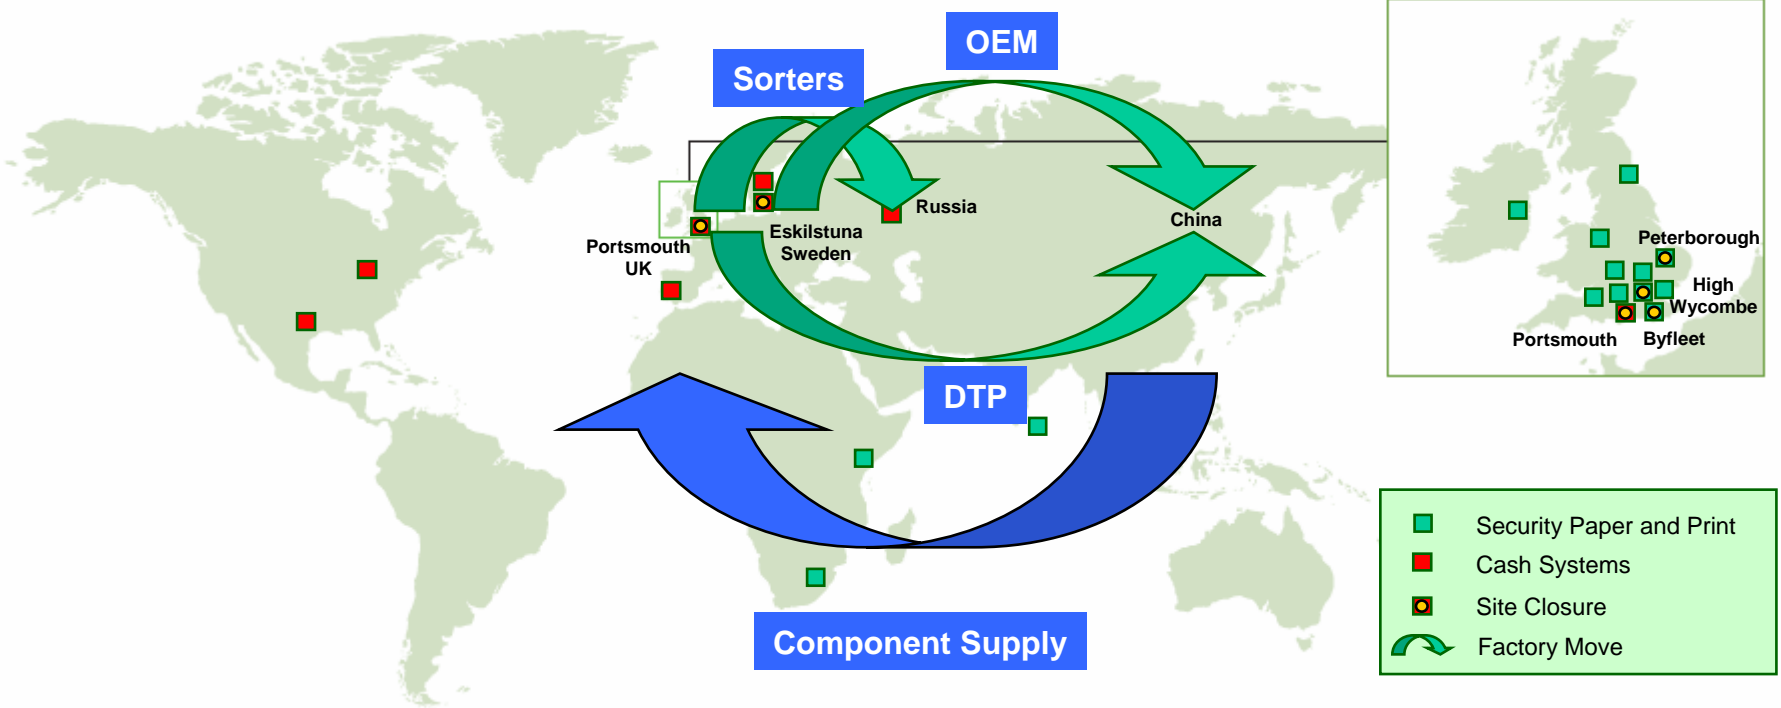 OEM
Sorters
Russia
China
Eskilstuna
Sweden
Portsmouth
UK
DTP
Component Supply
Peterborough
High
Wycombe
Portsmouth
Byfleet
Security Paper and Print
Cash Systems
Site Closure
Factory Move